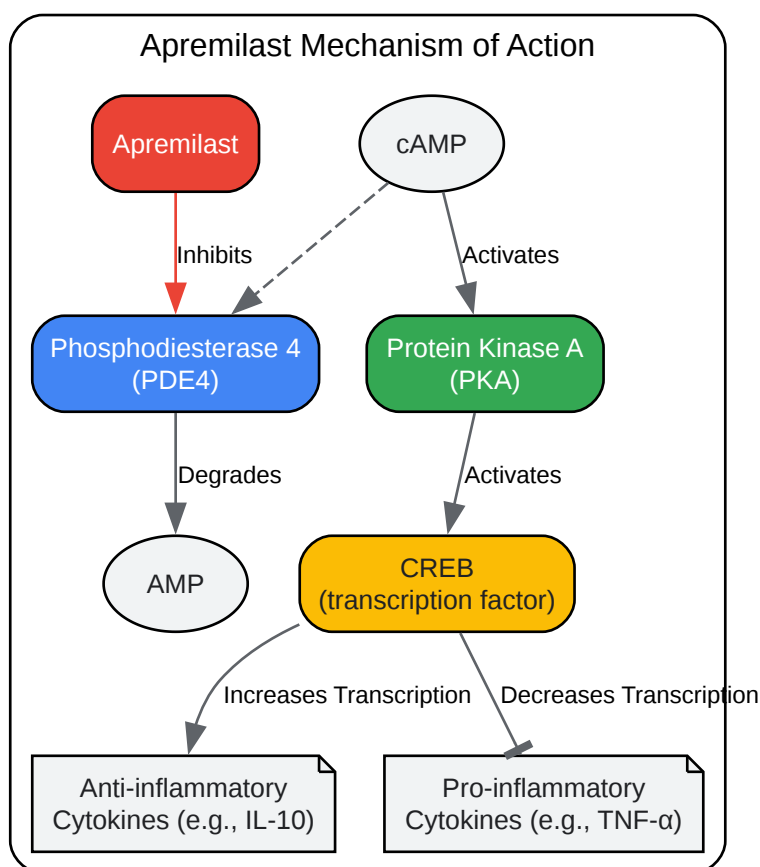 Apremilast Mechanism of Action
Apremilast
cAMP
Inhibits
Activates
Phosphodiesterase 4
(PDE4)
Protein Kinase A
(PKA)
Degrades
Activates
AMP
CREB
(transcription factor)
Increases Transcription
Decreases Transcription
Anti-inflammatory
Cytokines (e.g., IL-10)
Pro-inflammatory
Cytokines (e.g., TNF-α)